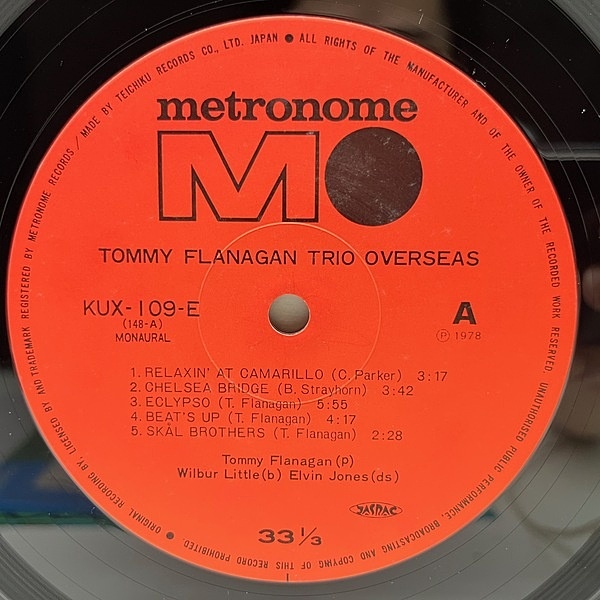 ORIGINAL RECORDING BY, LICENSED BY AND TRADEMARK REGISTERED BY METRONOME RECORDS / MADE BY TEICHIKU RECORDS CO., LTD. JAPAN ● ALL RIGHTS OF THE MANUFACTURER AND OF THE OWNER OF THE RECORDED WORK RESERVED. UNAUTHORISED PUBLIC PERFORMANCE, BROADCASTING AND COPYING OF THIS RECORD PROHIBITED ●
metronome
M
TOMMY FLANAGAN TRIO OVERSEAS
KUX-109-E
A
(148-A)
MONAURAL
Ⓟ 1978
1. RELAXIN' AT CAMARILLO (C. Parker) 3:17
2. CHELSEA BRIDGE (B. Strayhorn) 3:42
3. ECLYPSO (T. Flanagan) 5:55
4. BEAT'S UP (T. Flanagan) 4:17
5. SKÅL BROTHERS (T. Flanagan) 2:28
Tommy Flanagan (p)
Wilbur Little (b) Elvin Jones (ds)
JASRAC
33 1/3